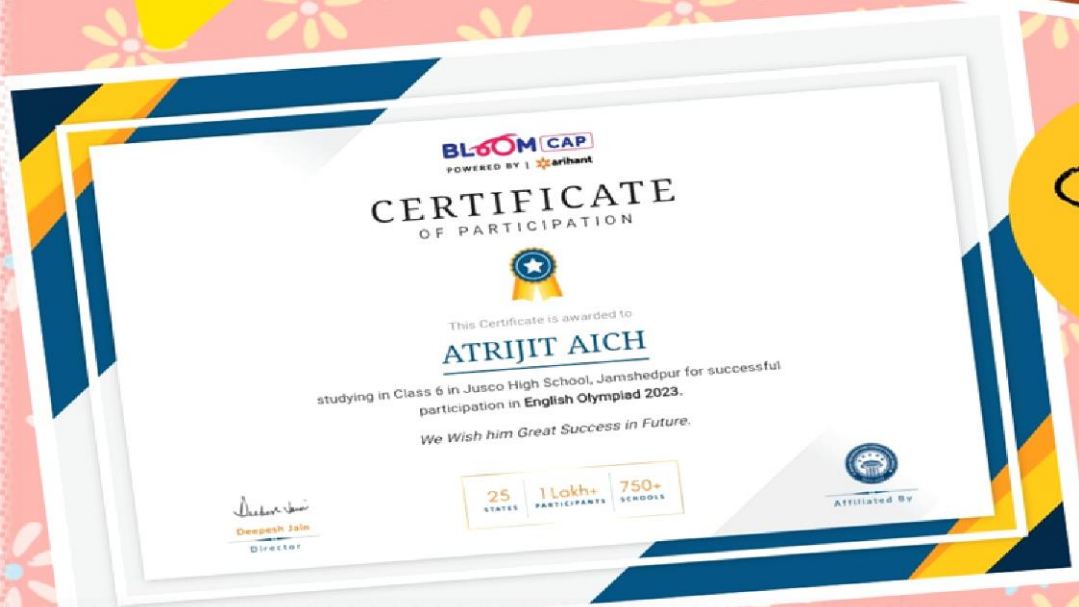 BLOOM CAP
POWERED BY | arihant
CERTIFICATE
OF PARTICIPATION
This Certificate is awarded to
ATRIJIT AICH
studying in Class 6 in Jusco High School, Jamshedpur for successful
participation in English Olympiad 2023.
We Wish him Great Success in Future.
25 1 Lakh+ 750+
STATES PARTICIPANTS SCHOOLS
Deepesh Jain
Director
Affiliated By